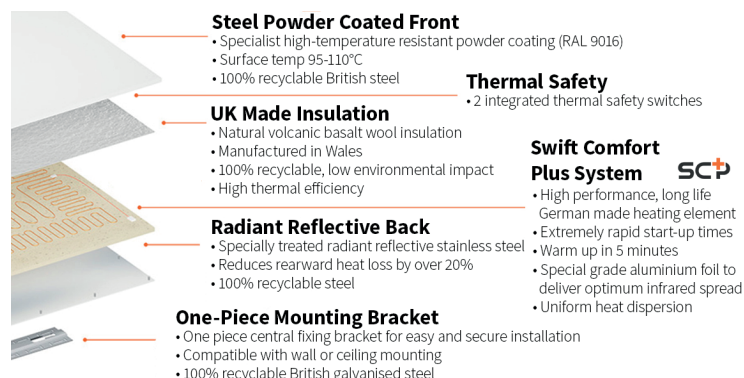 Steel Powder Coated Front
• Specialist high-temperature resistant powder coating (RAL 9016)
• Surface temp 95-110°C
• 100% recyclable British steel
Thermal Safety
• 2 integrated thermal safety switches
UK Made Insulation
• Natural volcanic basalt wool insulation
• Manufactured in Wales
• 100% recyclable, low environmental impact
• High thermal efficiency
Swift Comfort
Plus System
SC+P
• High performance, long life
German made heating element
• Extremely rapid start-up times
• Warm up in 5 minutes
• Special grade aluminium foil to
deliver optimum infrared spread
• Uniform heat dispersion
Radiant Reflective Back
• Specially treated radiant reflective stainless steel
• Reduces rearward heat loss by over 20%
• 100% recyclable steel
One-Piece Mounting Bracket
• One piece central fixing bracket for easy and secure installation
• Compatible with wall or ceiling mounting
• 100% recyclable British galvanised steel